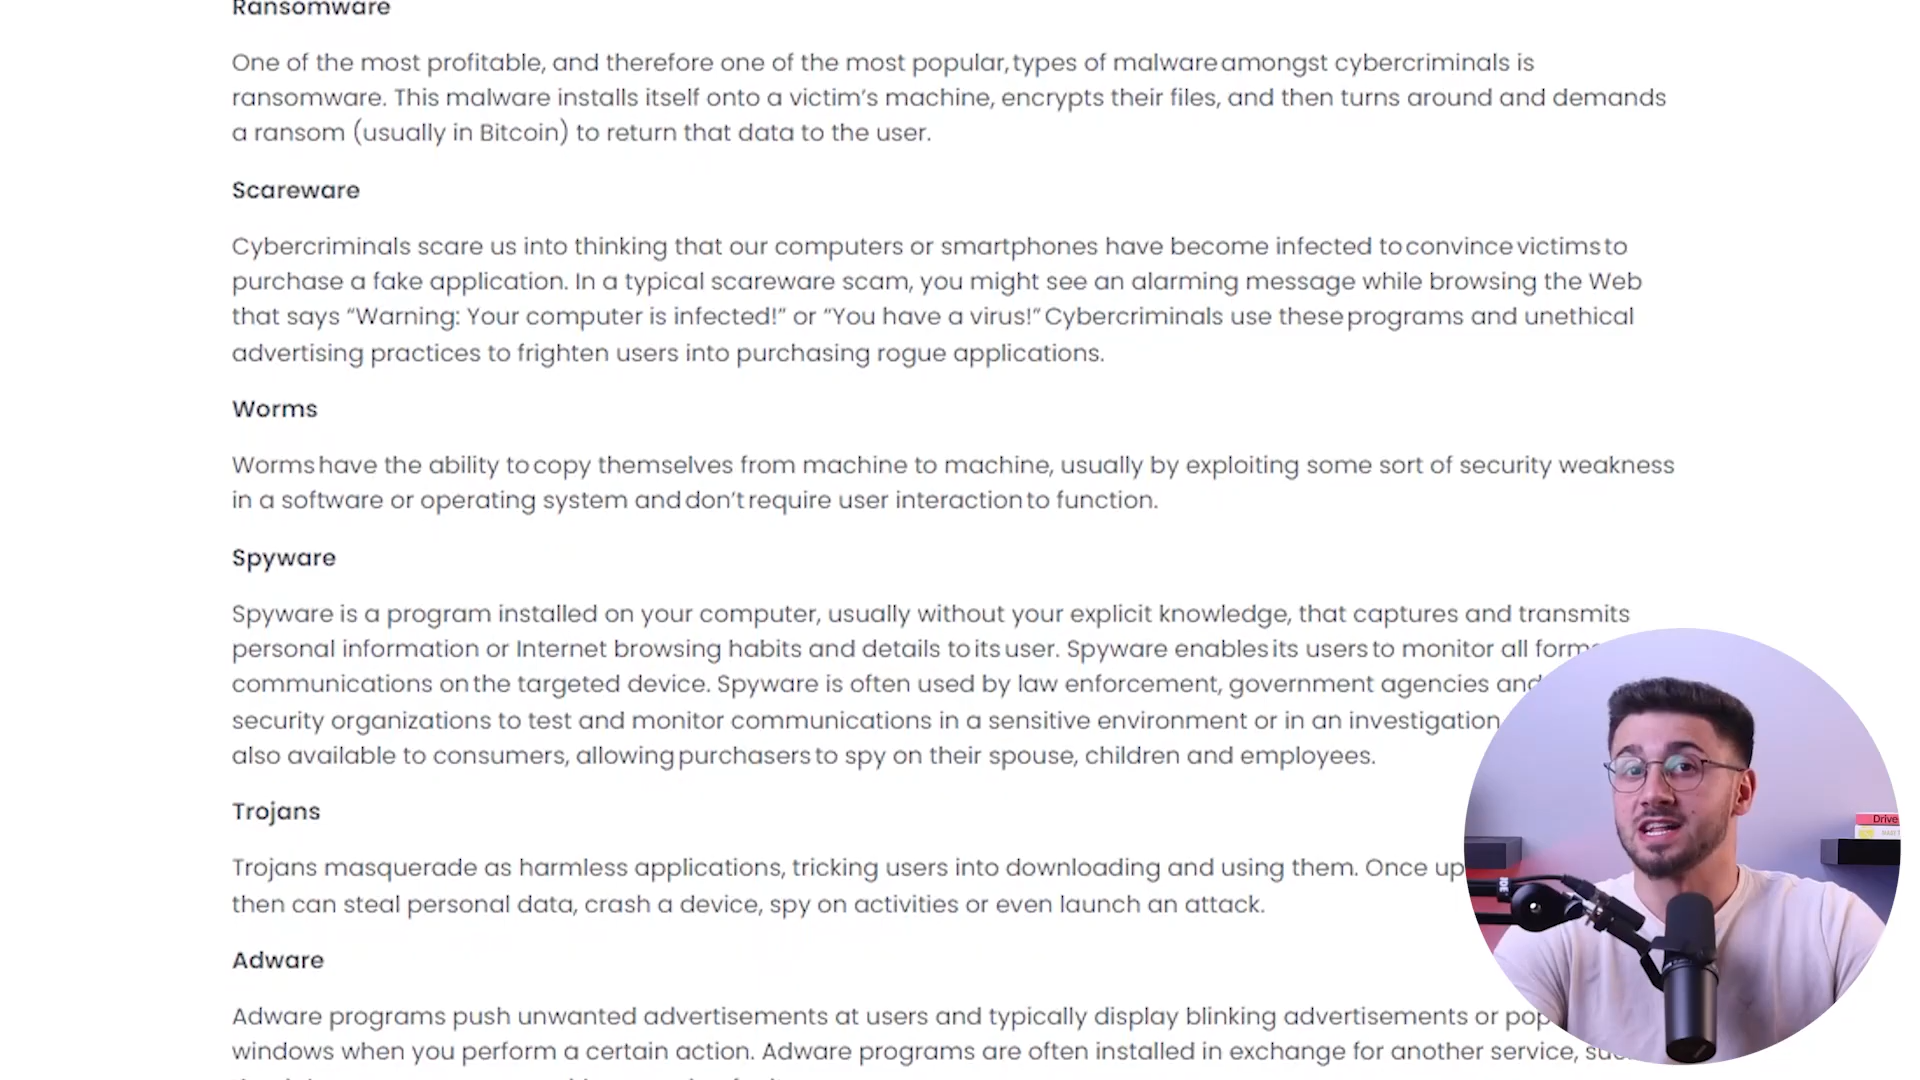 Ransomware
One of the most profitable, and therefore one of the most popular, types of malware amongst cybercriminals is
ransomware. This malware installs itself onto a victim's machine, encrypts their files, and then turns around and demands
a ransom (usually in Bitcoin) to return that data to the user.
Scareware
Cybercriminals scare us into thinking that our computers or smartphones have become infected to convince victims to
purchase a fake application. In a typical scareware scam, you might see an alarming message while browsing the Web
that says “Warning: Your computer is infected!” or “You have a virus!” Cybercriminals use these programs and unethical
advertising practices to frighten users into purchasing rogue applications.
Worms
Worms have the ability to copy themselves from machine to machine, usually by exploiting some sort of security weakness
in a software or operating system and don't require user interaction to function.
Spyware
Spyware is a program installed on your computer, usually without your explicit knowledge, that captures and transmits
personal information or Internet browsing habits and details to its user. Spyware enables its users to monitor all
communications on the targeted device. Spyware is often used by law enforcement, government agencies and
security organizations to test and monitor communications in a sensitive environment or in an investigation
also available to consumers, allowing purchasers to spy on their spouse, children and employees.
Trojans
Trojans masquerade as harmless applications, tricking users into downloading and using them. Once up
then can steal personal data, crash a device, spy on activities or even launch an attack.
Adware
Adware programs push unwanted advertisements at users and typically display blinking advertisements or
windows when you perform a certain action. Adware programs are often installed in exchange for another service,
Drive